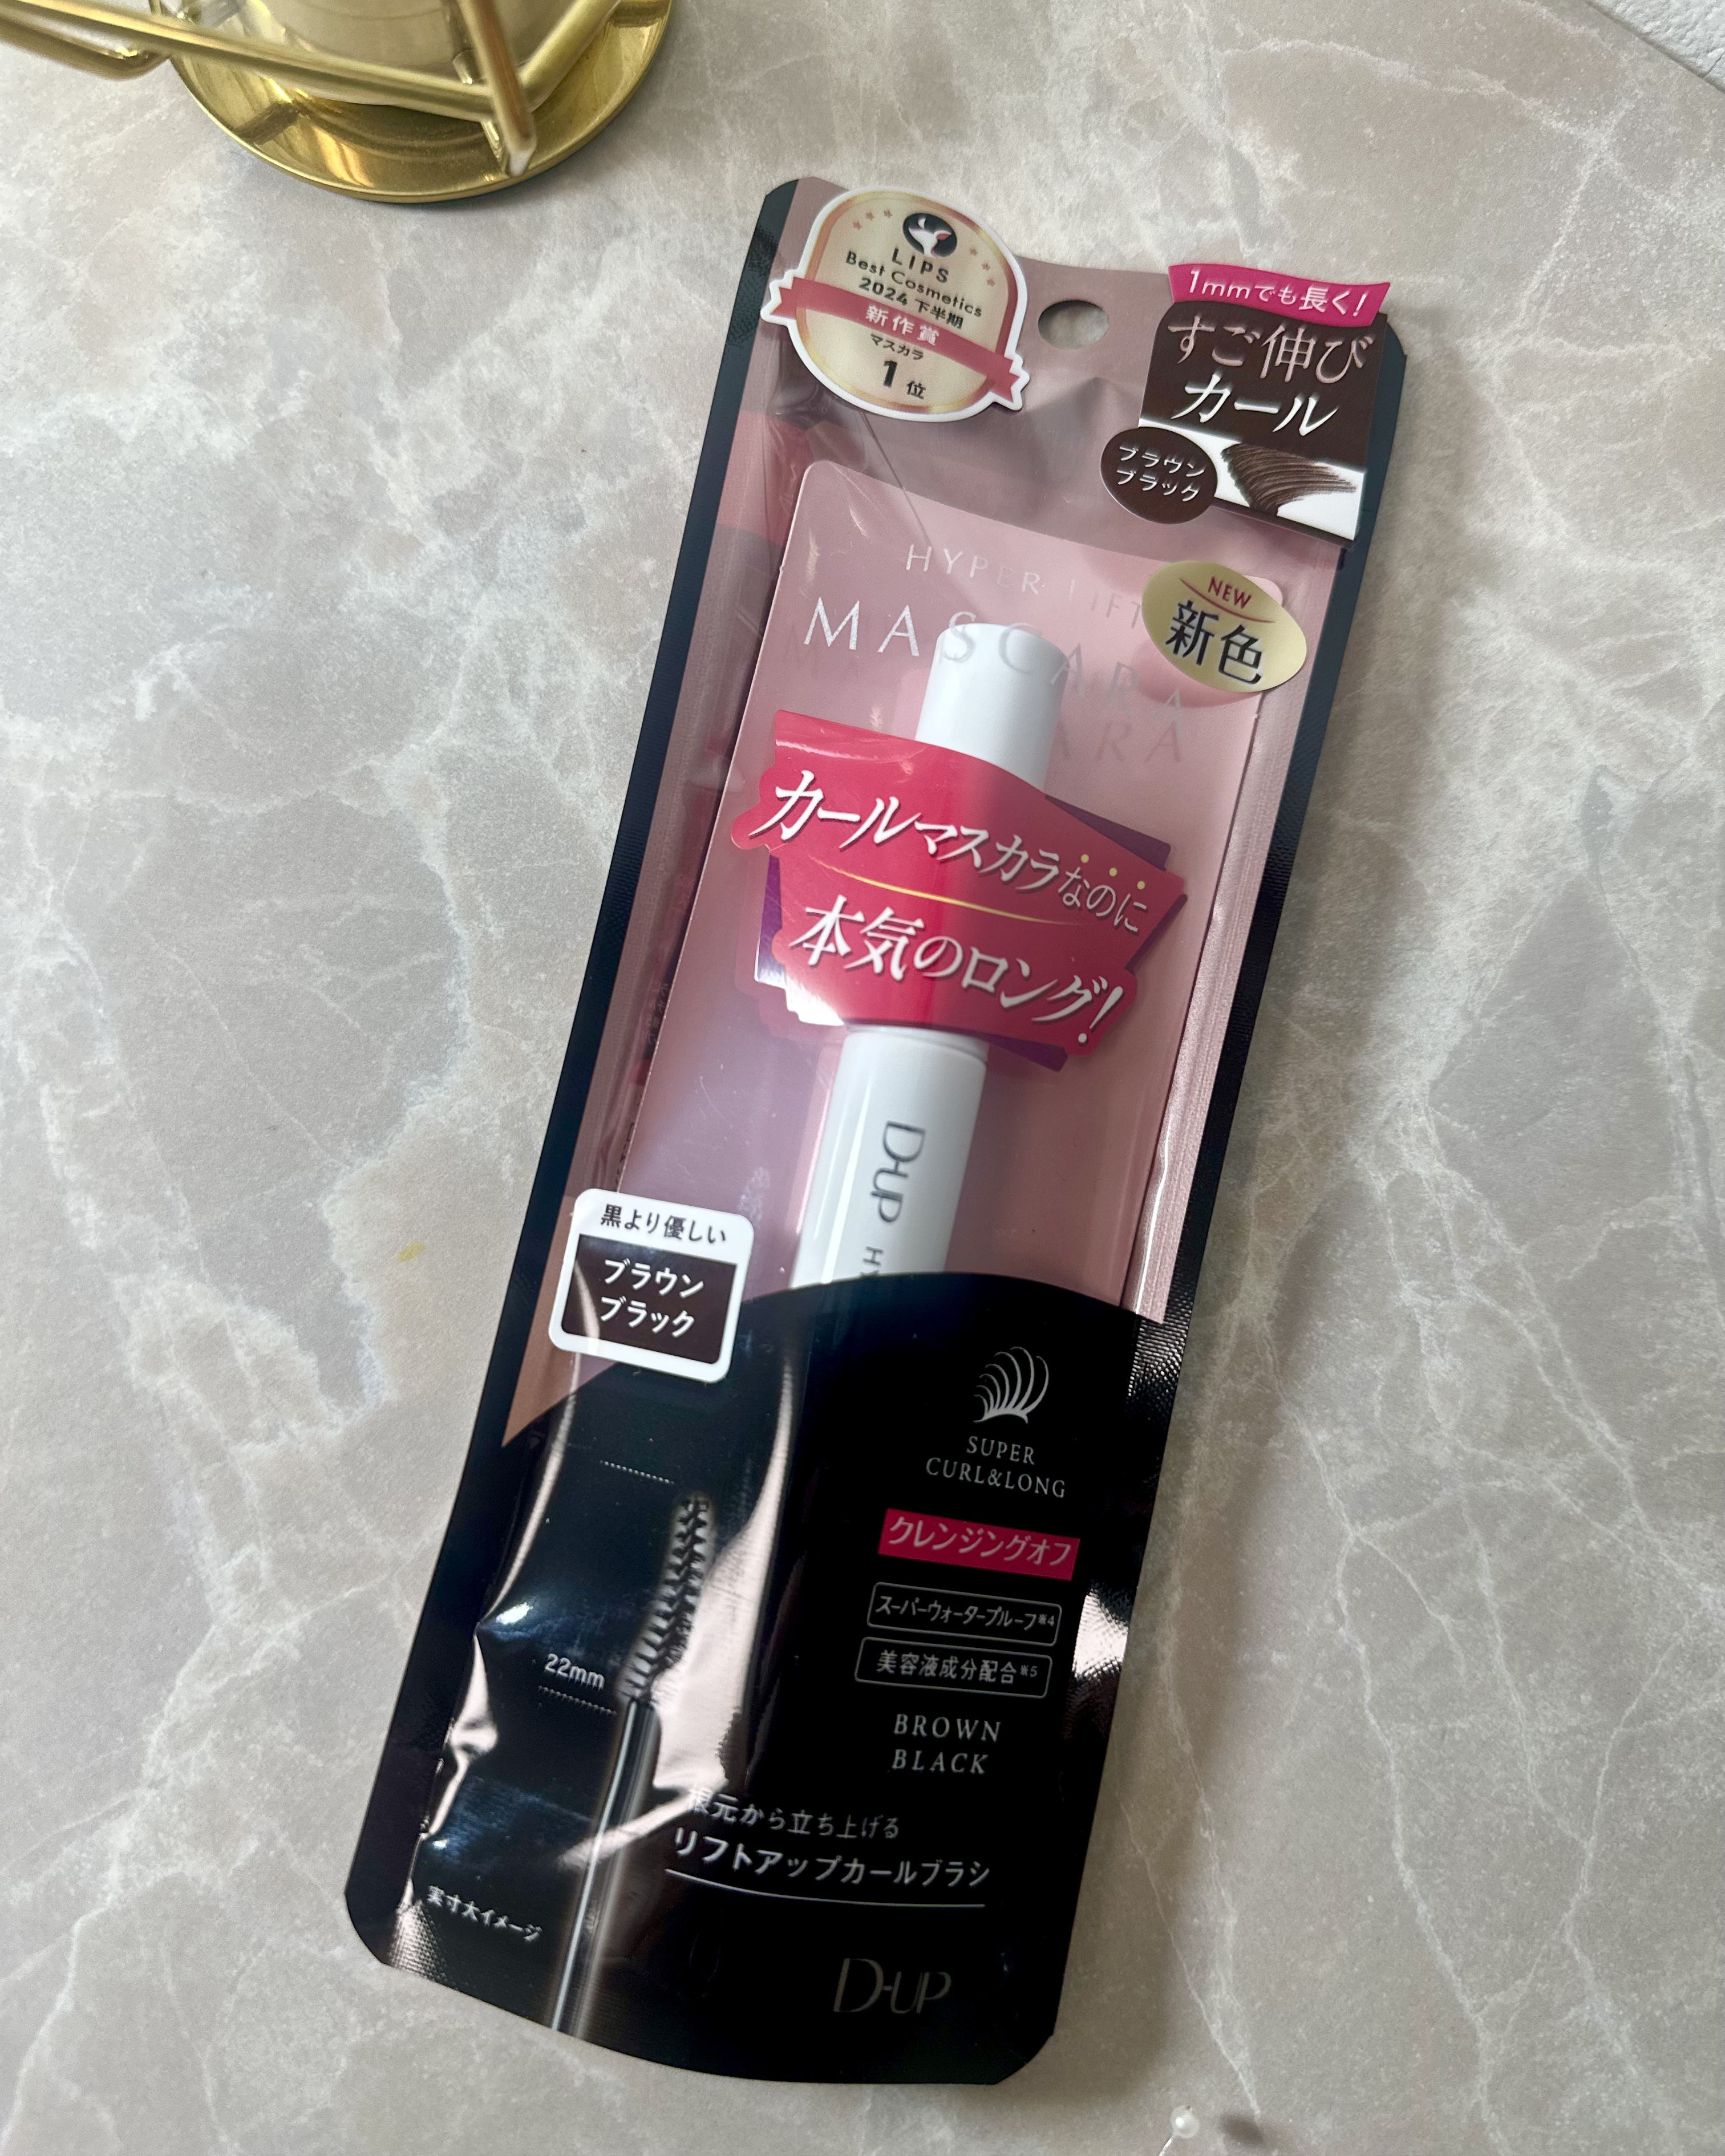 LIPS
Best Cosmetics
2024 下半期
新作賞
マスカラ
1位
1mmでも長く!
すご伸び
カール
ブラウン
ブラック
HYPER LIFT
MASCARA
NEW
新色
カールマスカラなのに
本気のロング!
D-UP
黒より優しい
ブラウン
ブラック
SUPER
CURL&LONG
クレンジングオフ
スーパーウォータープルーフ※4
美容液成分配合※5
22mm
BROWN
BLACK
根元から立ち上げる
リフトアップカールブラシ
実寸大イメージ
D-UP